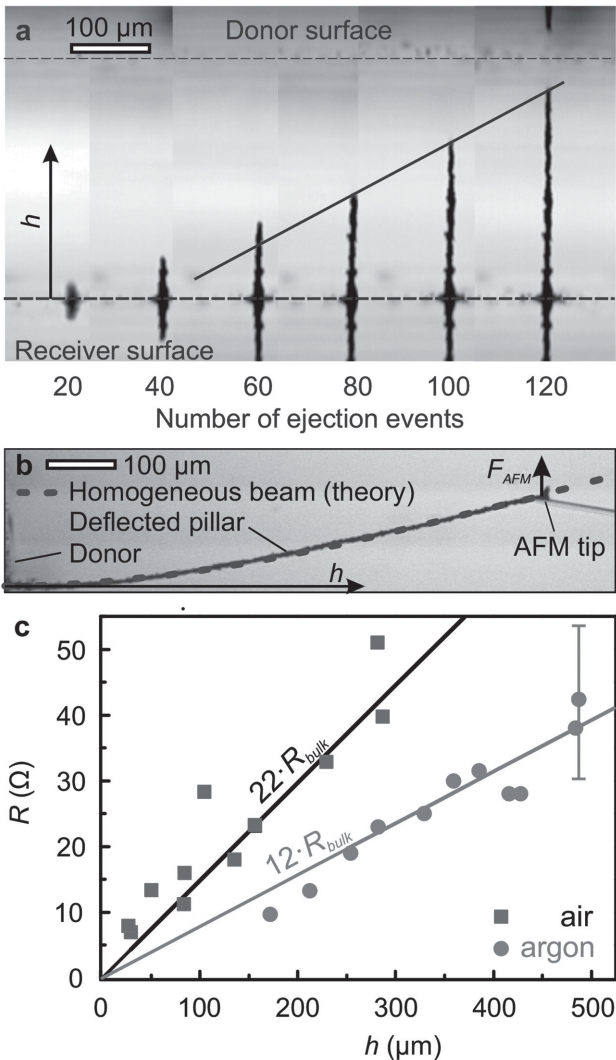 a
100 µm
Donor surface
h
Receiver surface
20 40 60 80 100 120
Number of ejection events
b
100 µm
F_AFM
Homogeneous beam (theory)
Deflected pillar
Donor
AFM tip
h
c
50
40
30
20
10
0
R (Ω)
22·R_bulk
12·R_bulk
air
argon
0 100 200 300 400 500
h (µm)